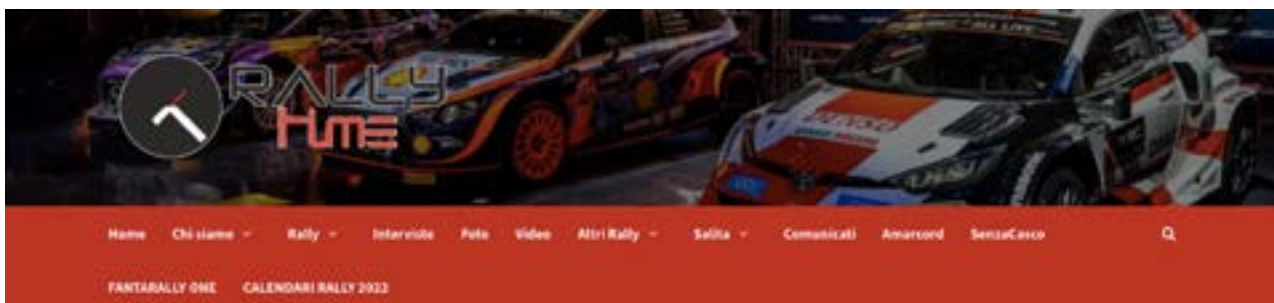 RALLY
TIME
DENSO
Home Chi siamo Rally Interviste Foto Video Altri Rally Salita Comunicati Amarcord SenzaCasco
FANTARALLY ONE CALENDARI RALLY 2022